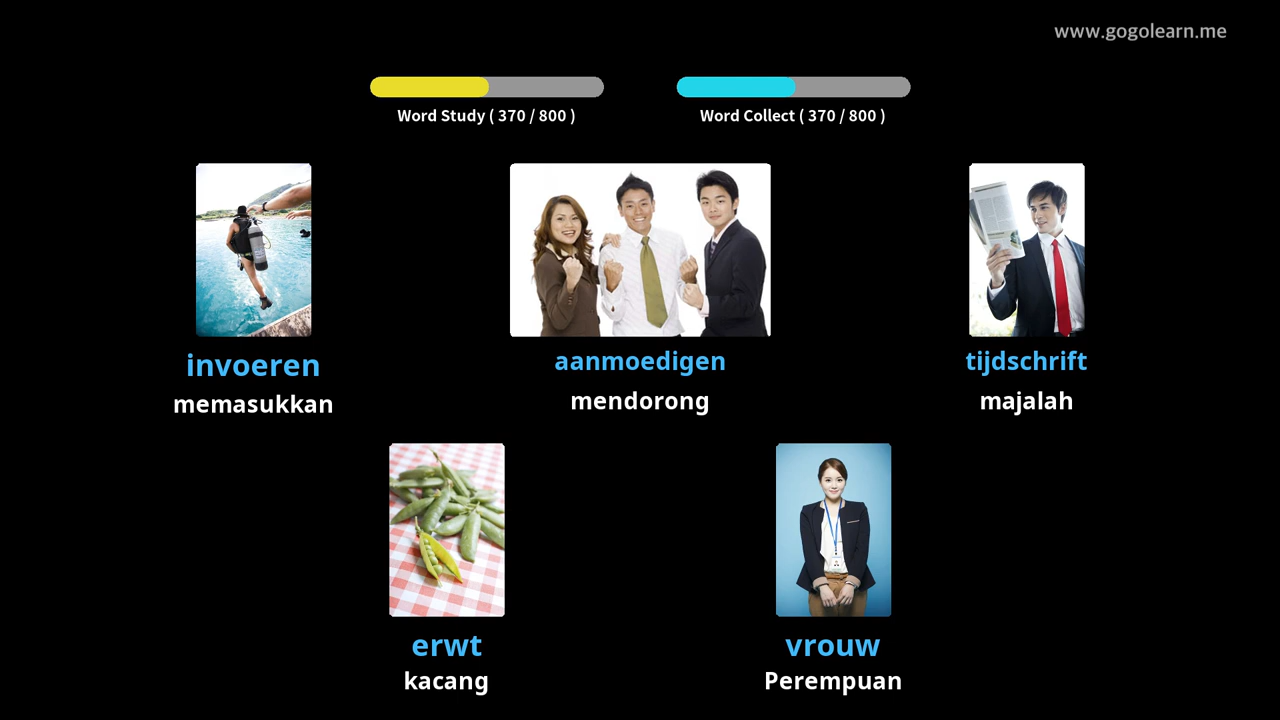 www.gogolearn.me
Word Study ( 370 / 800 )
Word Collect ( 370 / 800 )
invoeren
memasukkan
aanmoedigen
mendorong
tijdschrift
majalah
erwt
kacang
vrouw
Perempuan